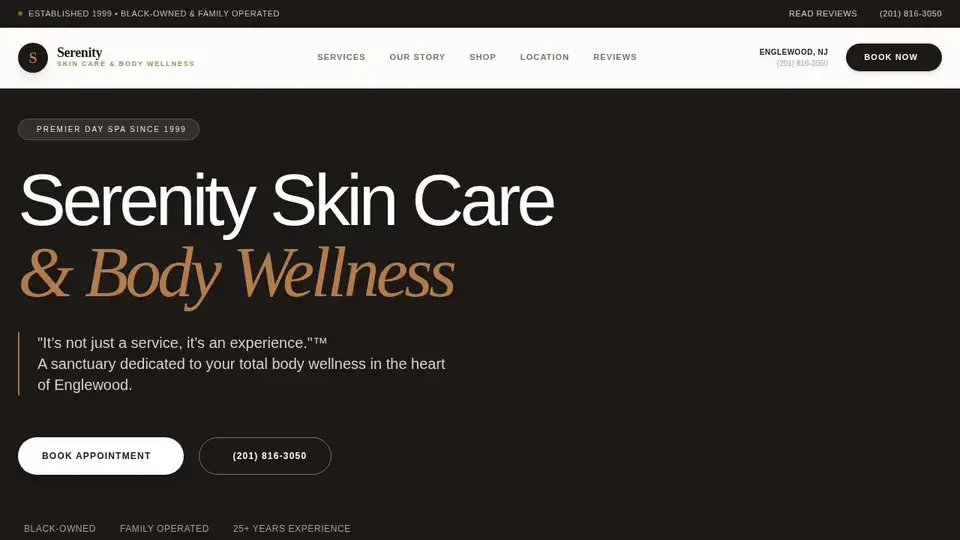 ESTABLISHED 1999 • BLACK-OWNED & FAMILY OPERATED
READ REVIEWS
(201) 816-3050
S
Serenity
SKIN CARE & BODY WELLNESS
SERVICES
OUR STORY
SHOP
LOCATION
REVIEWS
ENGLEWOOD, NJ
(201) 816-3050
BOOK NOW
PREMIER DAY SPA SINCE 1999
Serenity Skin Care
& Body Wellness
"It's not just a service, it's an experience."™
A sanctuary dedicated to your total body wellness in the heart
of Englewood.
BOOK APPOINTMENT
(201) 816-3050
BLACK-OWNED
FAMILY OPERATED
25+ YEARS EXPERIENCE